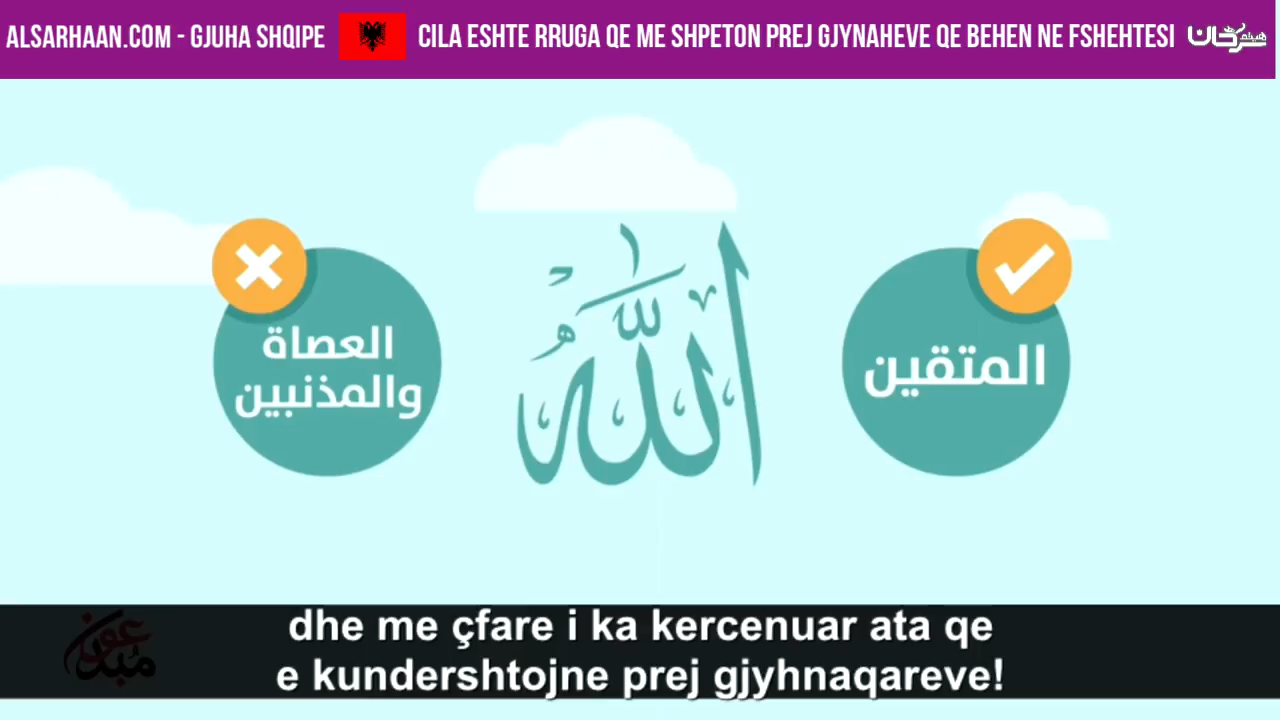 ALSARHAAN.COM - GJUHA SHQIPE
CILA ESHTE RRUGA QE ME SHPETON PREJ GJYNAHEVE QE BEHEN NE FSHEHTESI
سرحان
العصاة
والمذنبين
الله
المتقين
dhe me çfare i ka kercenuar ata qe
e kundershtojne prej gjyhnaqareve!